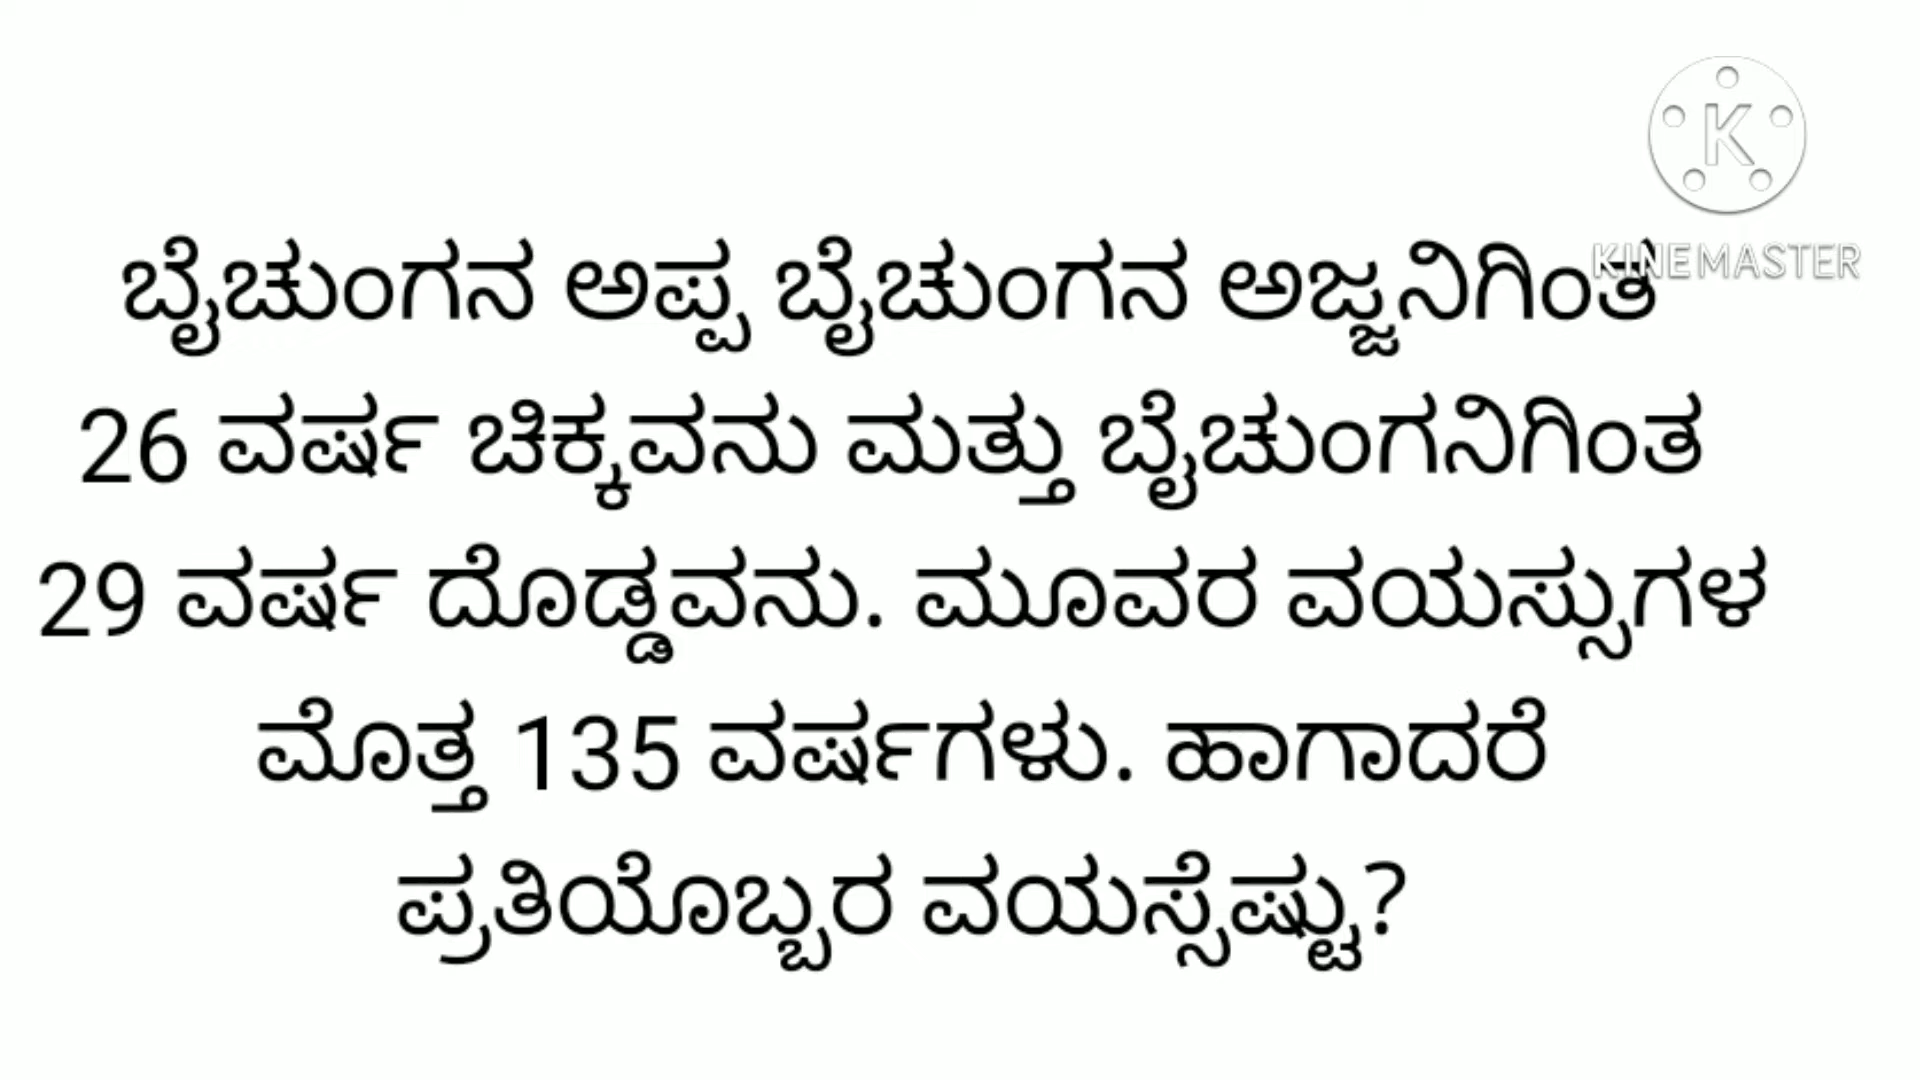 K
KINEMASTER
ಬೈಚುಂಗನ ಅಪ್ಪ ಬೈಚುಂಗನ ಅಜ್ಜನಿಗಿಂತ
26 ವರ್ಷ ಚಿಕ್ಕವನು ಮತ್ತು ಬೈಚುಂಗನಿಗಿಂತ
29 ವರ್ಷ ದೊಡ್ಡವನು. ಮೂವರ ವಯಸ್ಸುಗಳ
ಮೊತ್ತ 135 ವರ್ಷಗಳು. ಹಾಗಾದರೆ
ಪ್ರತಿಯೊಬ್ಬರ ವಯಸ್ಸೆಷ್ಟು?